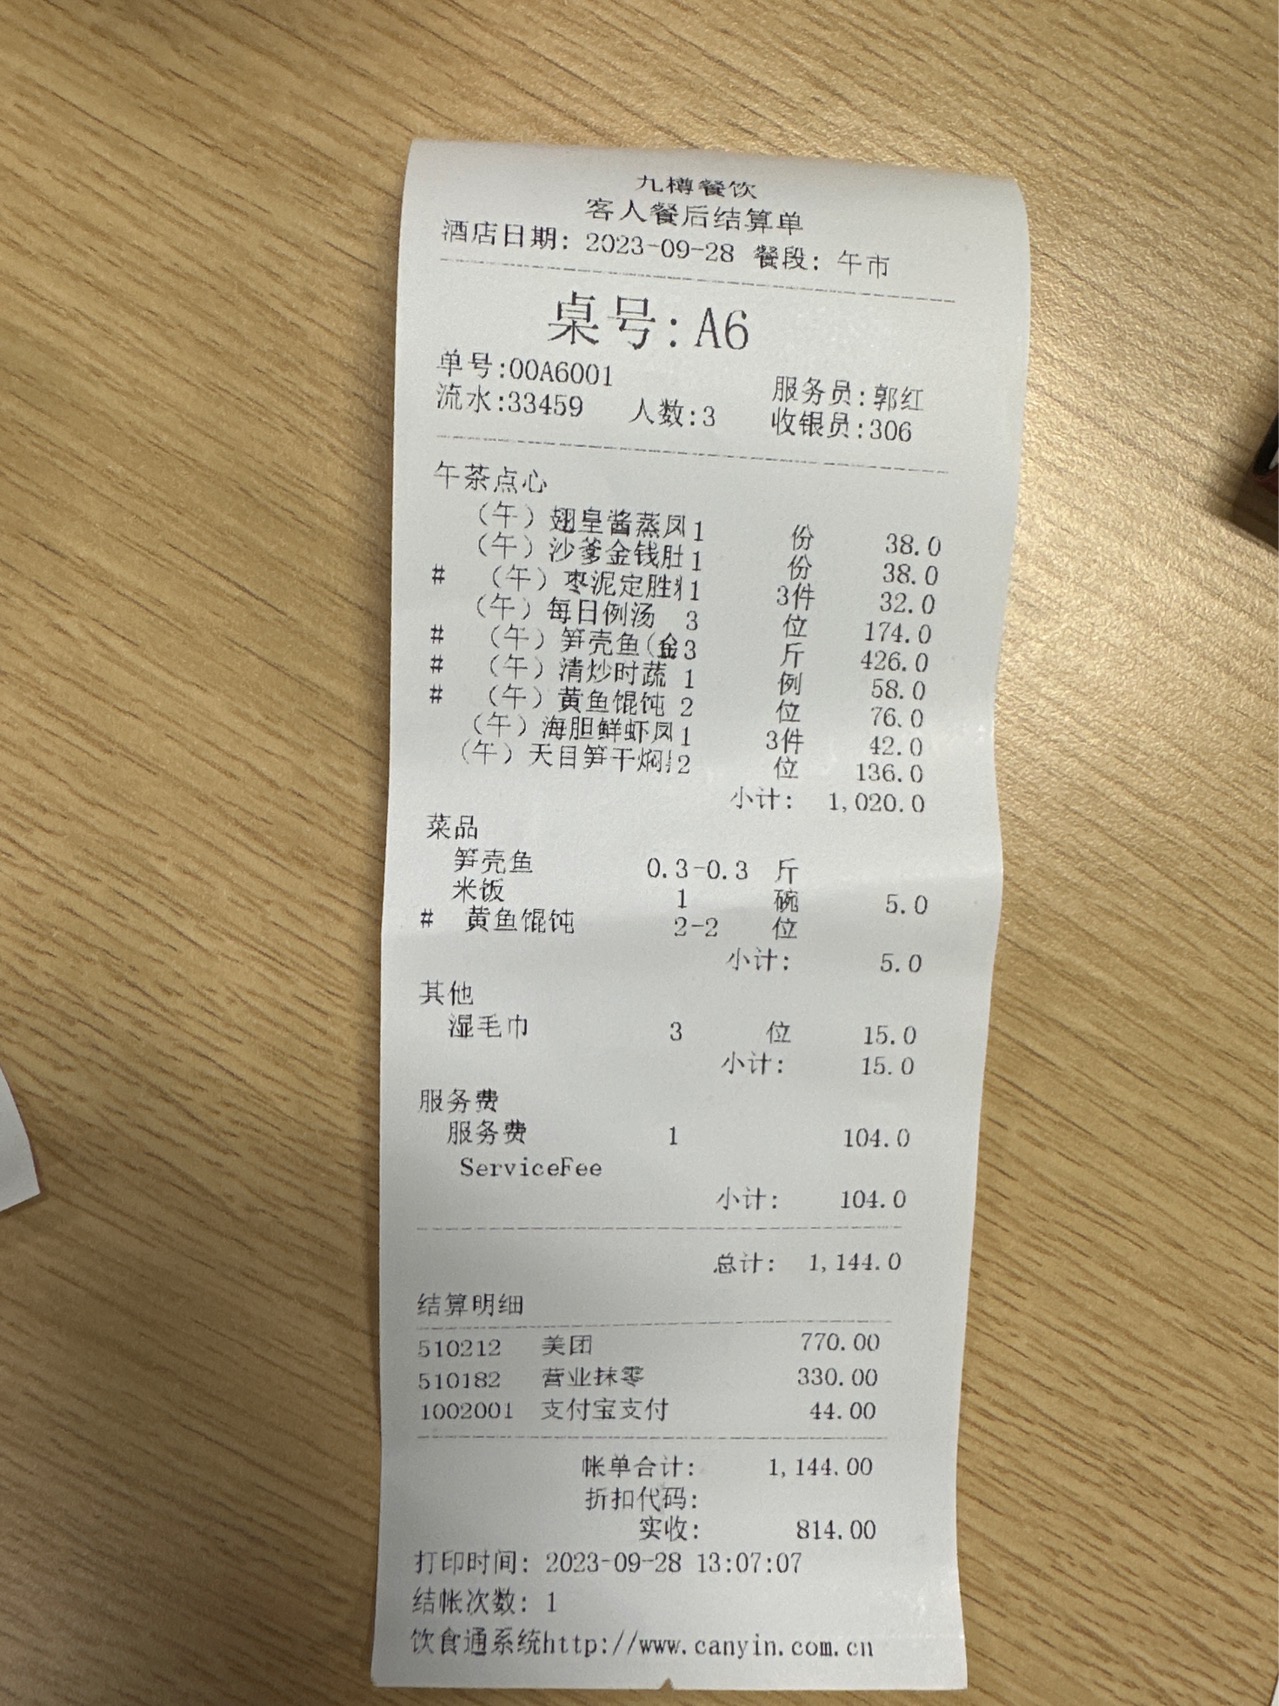 九樽餐饮
客人餐后结算单
酒店日期: 2023-09-28 餐段: 午市
桌号: A6
单号:00A6001 服务员:郭红
流水:33459 人数:3 收银员:306
午茶点心
(午) 翅皇酱蒸凤 1 份 38.0
(午) 沙爹金钱肚 1 份 38.0
# (午) 枣泥定胜 1 3件 32.0
(午) 每日例汤 3 位 174.0
# (午) 笋壳鱼( 3 斤 426.0
# (午) 清炒时蔬 1 例 58.0
# (午) 黄鱼馄饨 2 位 76.0
(午) 海胆鲜虾凤 1 3件 42.0
(午) 天目笋干焖 2 位 136.0
小计: 1,020.0
菜品
笋壳鱼 0.3-0.3 斤
米饭 1 碗 5.0
# 黄鱼馄饨 2-2 位
小计: 5.0
其他
湿毛巾 3 位 15.0
小计: 15.0
服务费
服务费 1 104.0
ServiceFee
小计: 104.0
总计: 1,144.0
结算明细
510212 美团 770.00
510182 营业抹零 330.00
1002001 支付宝支付 44.00
帐单合计: 1,144.00
折扣代码:
实收: 814.00
打印时间: 2023-09-28 13:07:07
结帐次数: 1
饮食通系统http://www.canyin.com.cn